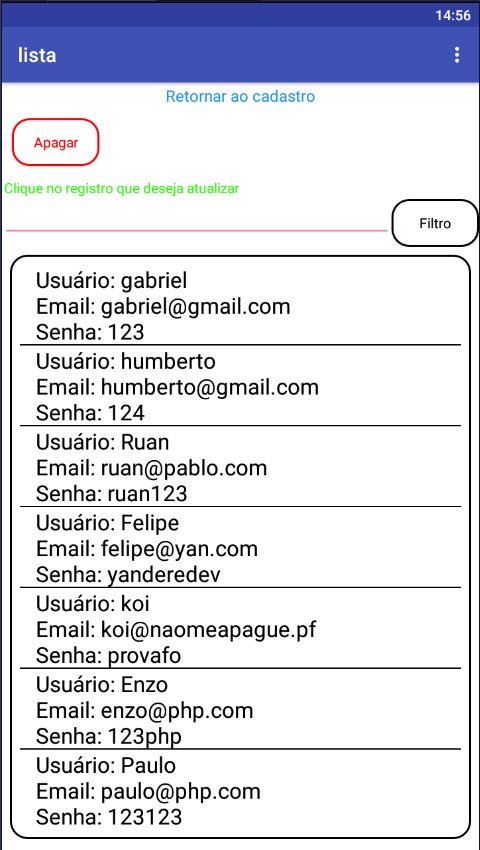 14:56
lista
Retornar ao cadastro
Apagar
Clique no registro que deseja atualizar
Filtro
Usuário: gabriel
Email: gabriel@gmail.com
Senha: 123
Usuário: humberto
Email: humberto@gmail.com
Senha: 124
Usuário: Ruan
Email: ruan@pablo.com
Senha: ruan123
Usuário: Felipe
Email: felipe@yan.com
Senha: yanderedev
Usuário: koi
Email: koi@naomeapague.pf
Senha: provafo
Usuário: Enzo
Email: enzo@php.com
Senha: 123php
Usuário: Paulo
Email: paulo@php.com
Senha: 123123